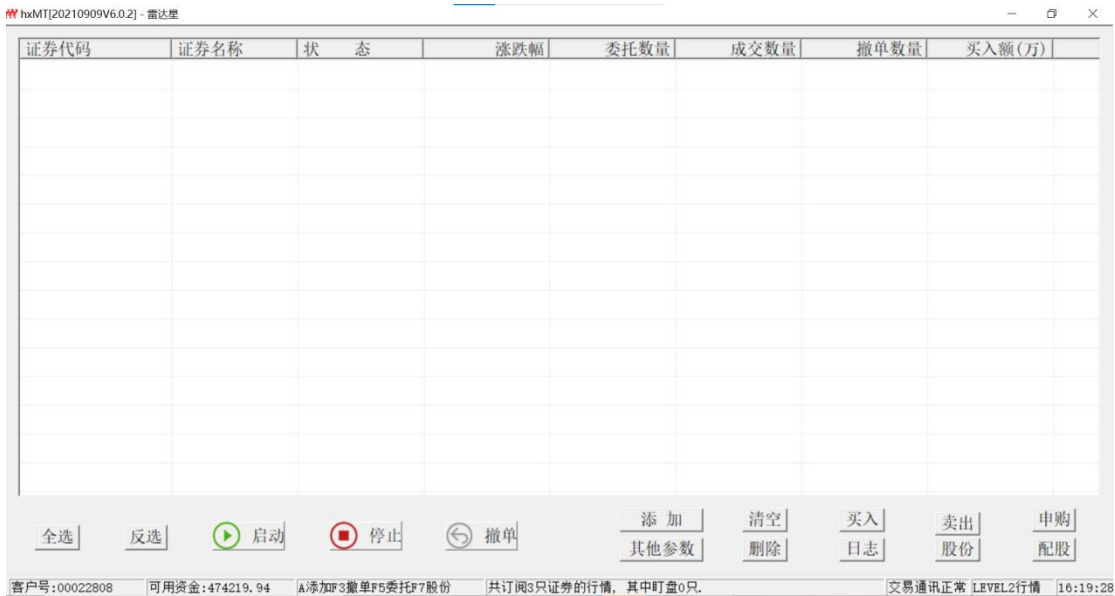 hxMT[20210909V6.0.2] - 雷达星
证券代码 证券名称 状 态 涨跌幅 委托数量 成交数量 撤单数量 买入额(万)
全选 反选 启动 停止 撤单 添 加 清空 买入 卖出 申购
其他参数 删除 日志 股份 配股
客户号:00022808 可用资金:474219.94 A添加F3撤单F5委托F7股份 共订阅3只证券的行情, 其中盯盘0只. 交易通讯正常 LEVEL2行情 16:19:28